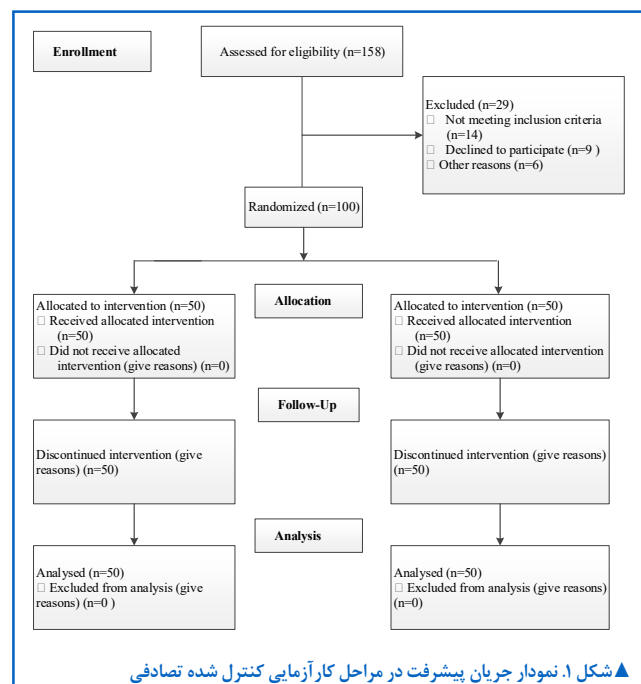 Enrollment
Assessed for eligibility (n=158)
Excluded (n=29)
□ Not meeting inclusion criteria
(n=14)
□ Declined to participate (n=9 )
□ Other reasons (n=6)
Randomized (n=100)
Allocation
Allocated to intervention (n=50)
□ Received allocated intervention
(n=50)
□ Did not receive allocated
intervention (give reasons) (n=0)
Allocated to intervention (n=50)
□ Received allocated intervention
(n=50)
□ Did not receive allocated intervention
(give reasons) (n=0)
Follow-Up
Discontinued intervention (give
reasons) (n=50)
Discontinued intervention (give reasons)
(n=50)
Analysis
Analysed (n=50)
□ Excluded from analysis (give
reasons) (n=0 )
Analysed (n=50)
□ Excluded from analysis (give reasons)
(n=0)
▲شکل ۱. نمودار جریان پیشرفت در مراحل کارآزمایی کنترل شده تصادفی